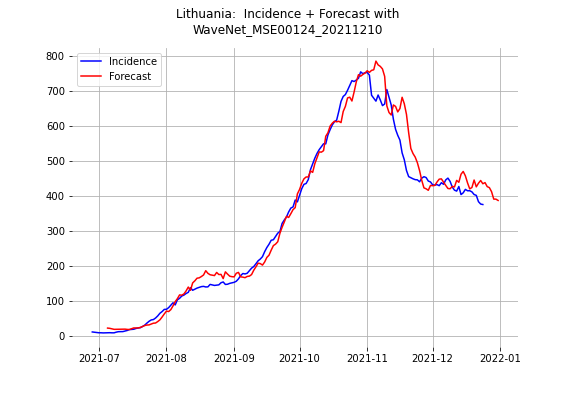 Lithuania:  Incidence + Forecast with
WaveNet_MSE00124_20211210
Incidence
Forecast
800
700
600
500
400
300
200
100
0
2021-07 2021-08 2021-09 2021-10 2021-11 2021-12 2022-01